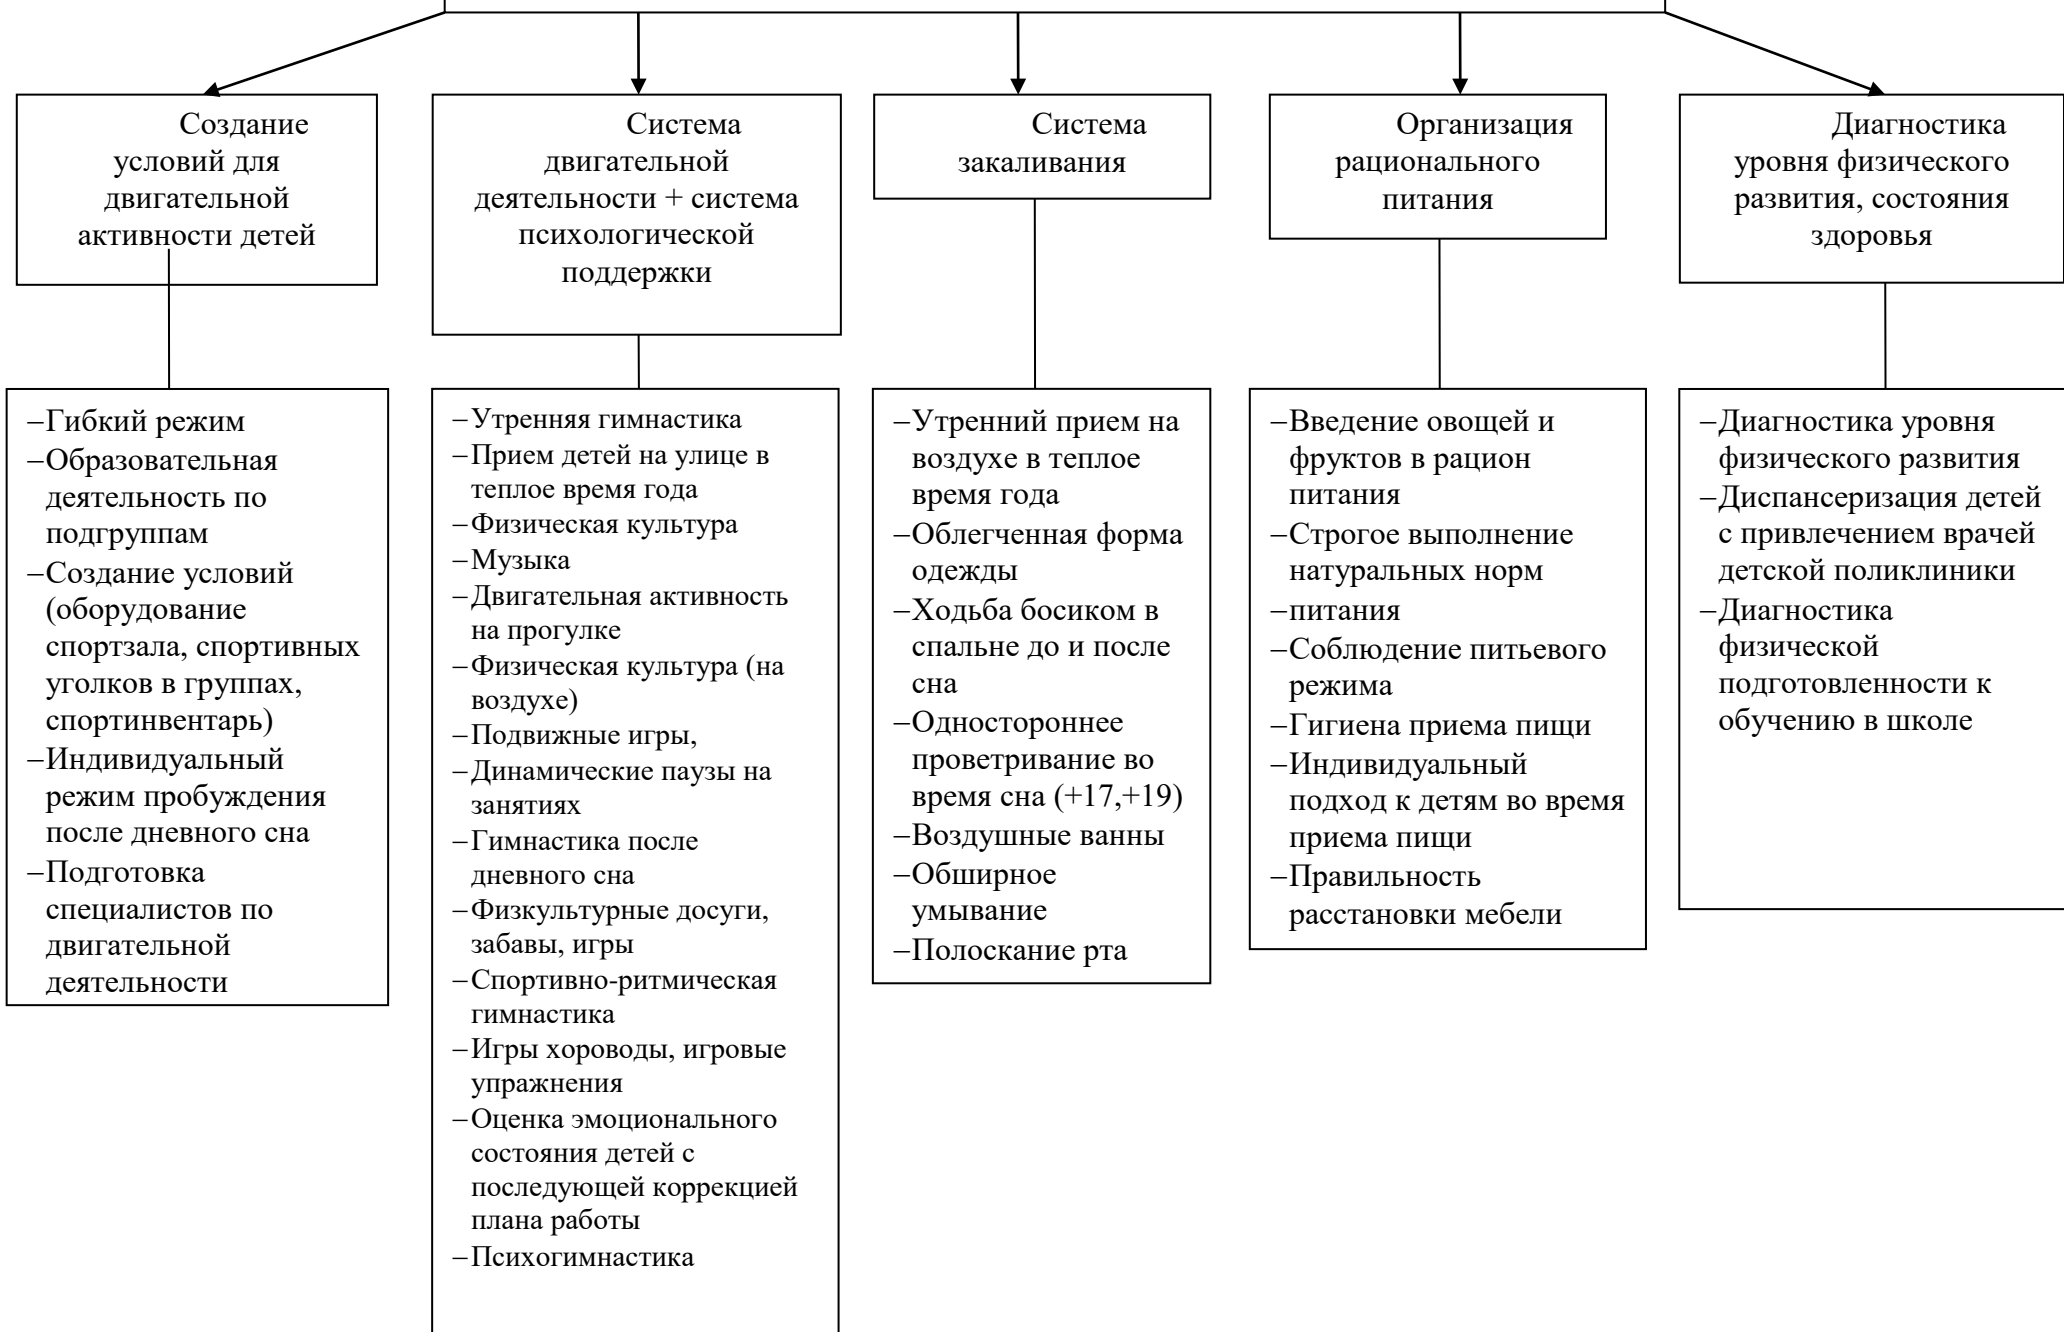 Создание
условий для
двигательной
активности детей
Система
двигательной
деятельности + система
психологической
поддержки
Система
закаливания
Организация
рационального
питания
Диагностика
уровня физического
развития, состояния
здоровья
–Гибкий режим
–Образовательная
деятельность по
подгруппам
–Создание условий
(оборудование
спортзала, спортивных
уголков в группах,
спортинвентарь)
–Индивидуальный
режим пробуждения
после дневного сна
–Подготовка
специалистов по
двигательной
деятельности
–Утренняя гимнастика
–Прием детей на улице в
теплое время года
–Физическая культура
–Музыка
–Двигательная активность
на прогулке
–Физическая культура (на
воздухе)
–Подвижные игры,
–Динамические паузы на
занятиях
–Гимнастика после
дневного сна
–Физкультурные досуги,
забавы, игры
–Спортивно-ритмическая
гимнастика
–Игры хороводы, игровые
упражнения
–Оценка эмоционального
состояния детей с
последующей коррекцией
плана работы
–Психогимнастика
–Утренний прием на
воздухе в теплое
время года
–Облегченная форма
одежды
–Ходьба босиком в
спальне до и после
сна
–Одностороннее
проветривание во
время сна (+17,+19)
–Воздушные ванны
–Обширное
умывание
–Полоскание рта
–Введение овощей и
фруктов в рацион
питания
–Строгое выполнение
натуральных норм
–питания
–Соблюдение питьевого
режима
–Гигиена приема пищи
–Индивидуальный
подход к детям во время
приема пищи
–Правильность
расстановки мебели
–Диагностика уровня
физического развития
–Диспансеризация детей
с привлечением врачей
детской поликлиники
–Диагностика
физической
подготовленности к
обучению в школе